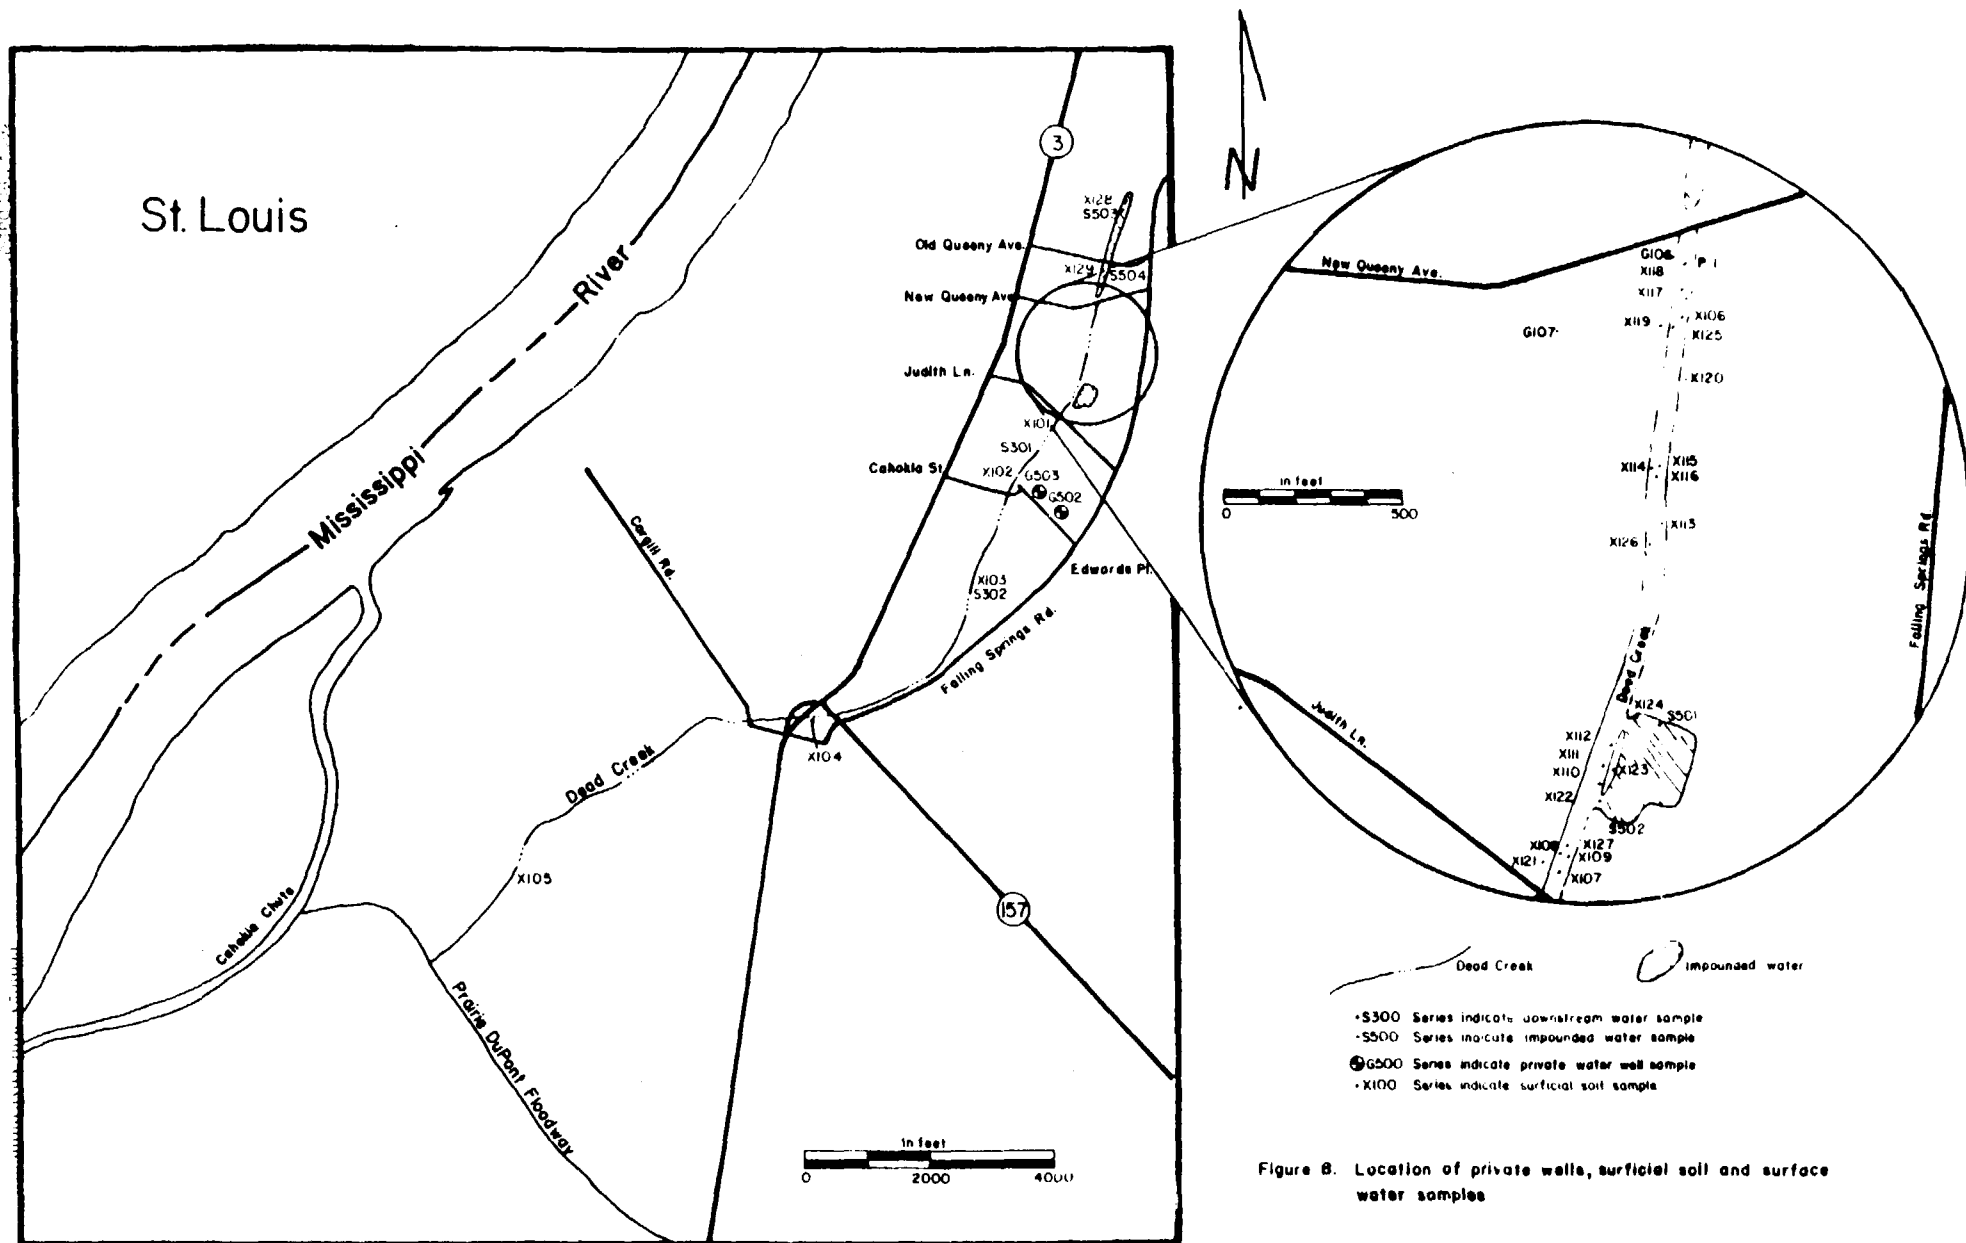 St. Louis
Mississippi River
3
X128
S503
Old Queeny Ave.
X129
S504
New Queeny Ave
Judith Ln.
X101
S301
Cahokia St
X102
G503
G502
Cargill Rd.
Edwards Pl.
X103
S302
Falling Springs Rd.
X104
Dead Creek
X105
157
Cahokia Chute
Prairie DuPont Floodway
in feet
0 2000 4000
N
New Queeny Ave.
G108
X118
P 1
X117
X119
X106
X125
G107
X120
in feet
0 500
X114
X115
X116
X113
X126
Falling Springs Rd.
Dead Creek
X124
S501
Judith Ln.
X112
X111
X110
X123
X122
S502
X108
X127
X121
X109
X107
Dead Creek
Impounded water
S300 Series indicate downstream water sample
S500 Series indicate impounded water sample
G500 Series indicate private water well sample
X100 Series indicate surficial soil sample
Figure 8. Location of private wells, surficial soil and surface
water samples